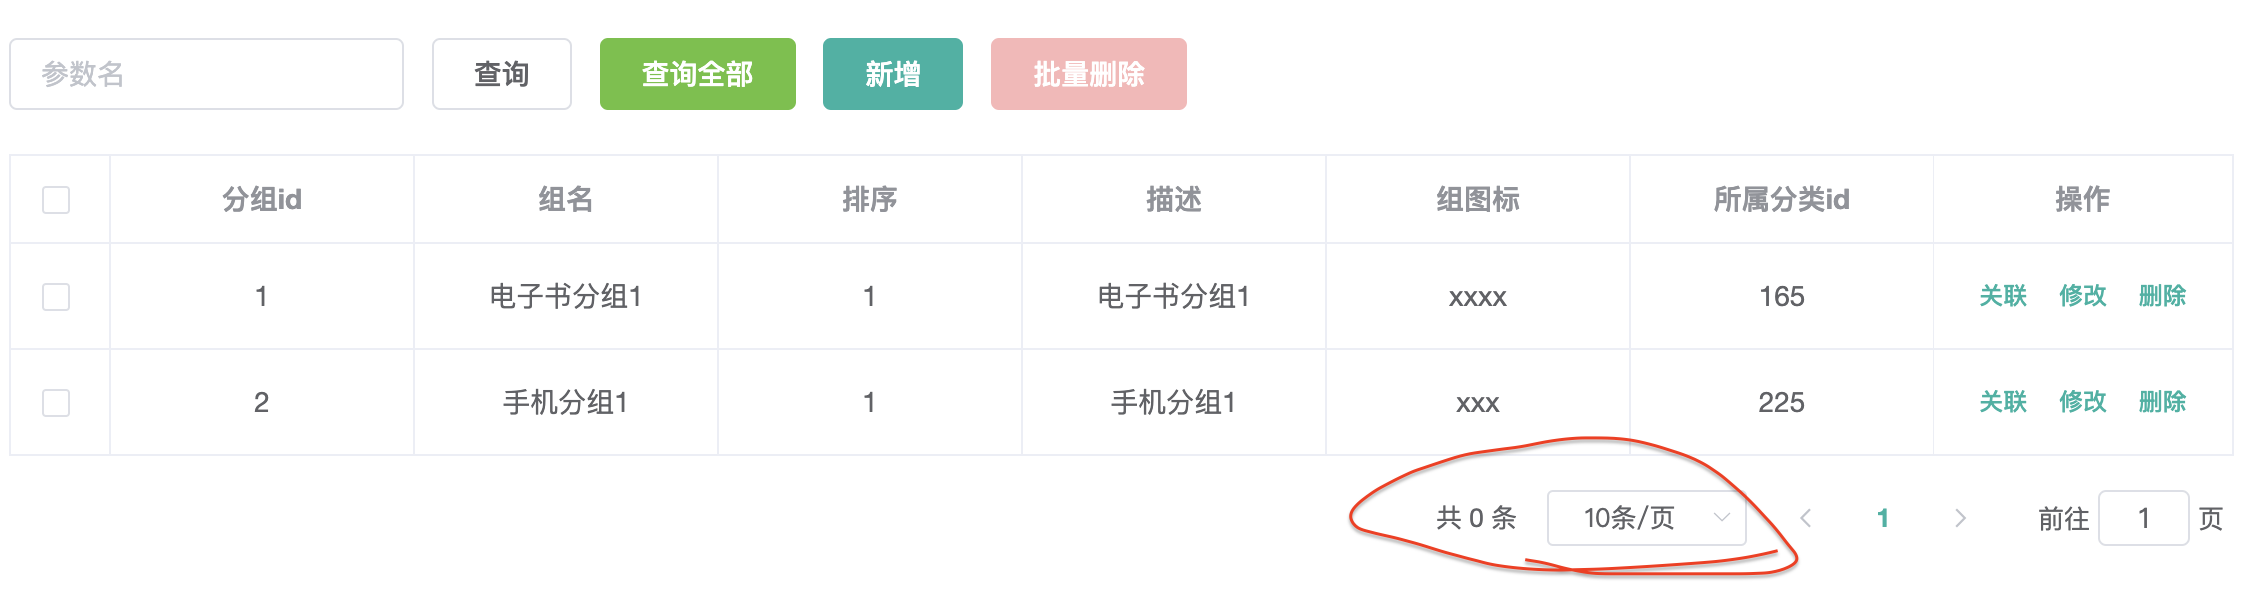 参数名 查询 查询全部 新增 批量删除
分组id 组名 排序 描述 组图标 所属分类id 操作
1 电子书分组1 1 电子书分组1 xxxx 165 关联 修改 删除
2 手机分组1 1 手机分组1 xxx 225 关联 修改 删除
共 0 条 10条/页 1 前往 1 页